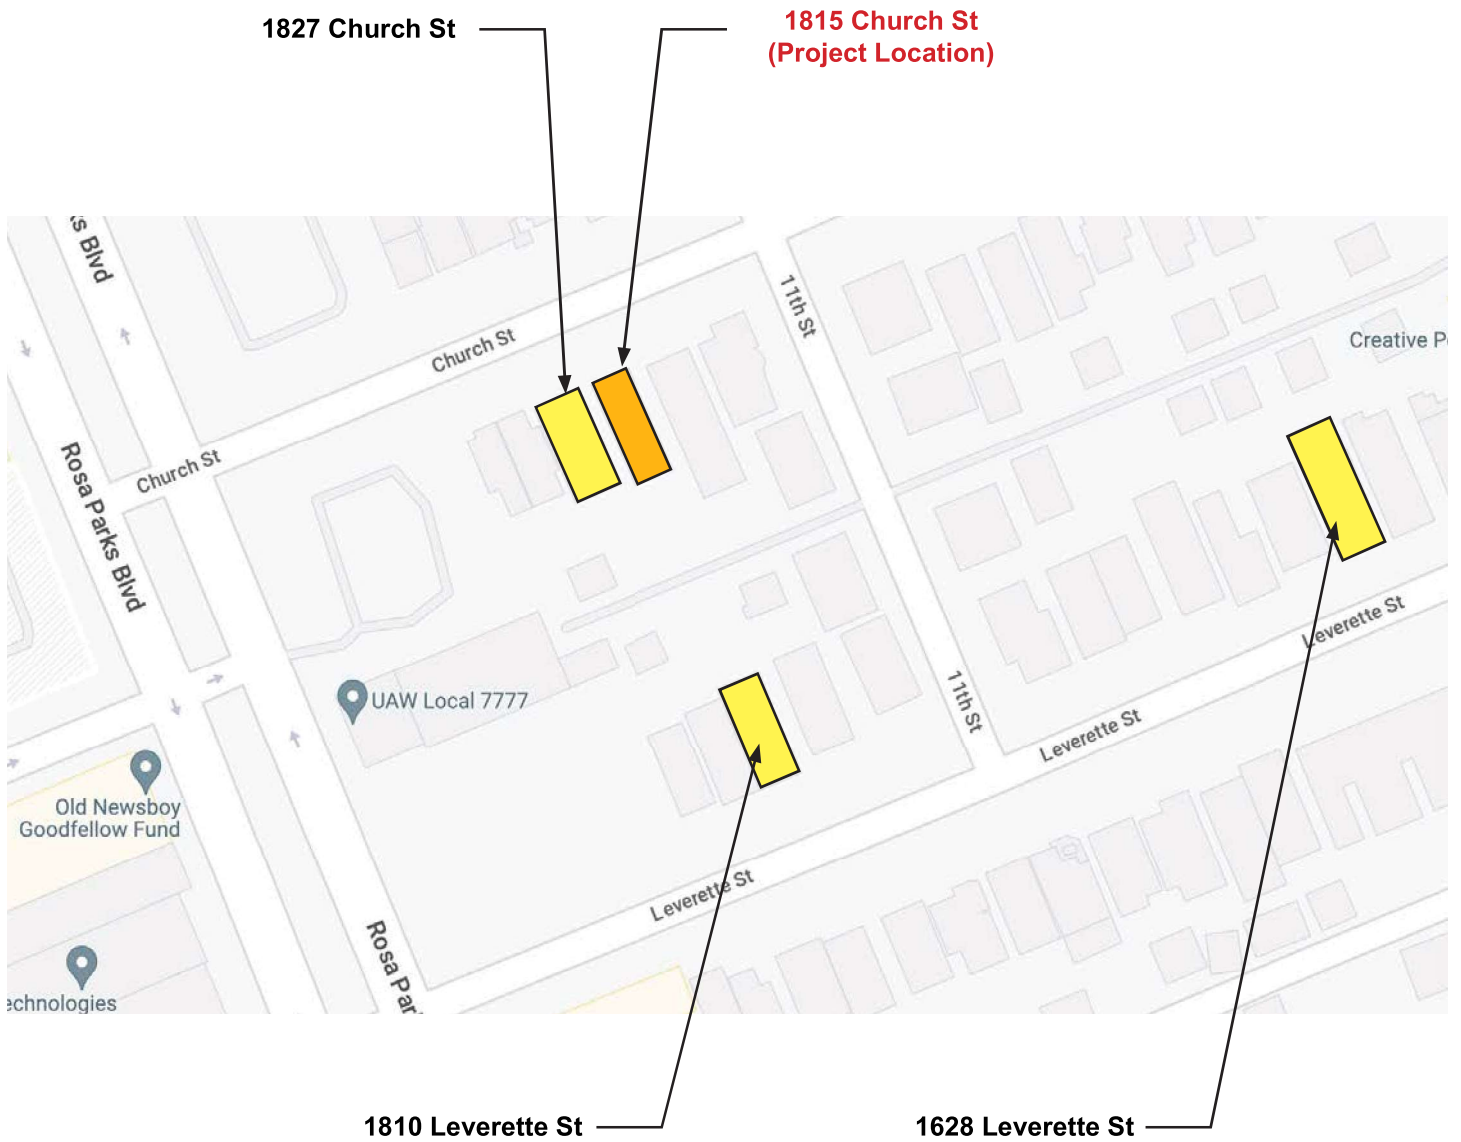 1827 Church St
1815 Church St
(Project Location)
ks Blvd
11th St
Church St
Creative P
Church St
Rosa Parks Blvd
Leverette St
UAW Local 7777
11th St
Leverette St
Old Newsboy
Goodfellow Fund
Leverette St
Rosa Par
echnologies
1810 Leverette St
1628 Leverette St